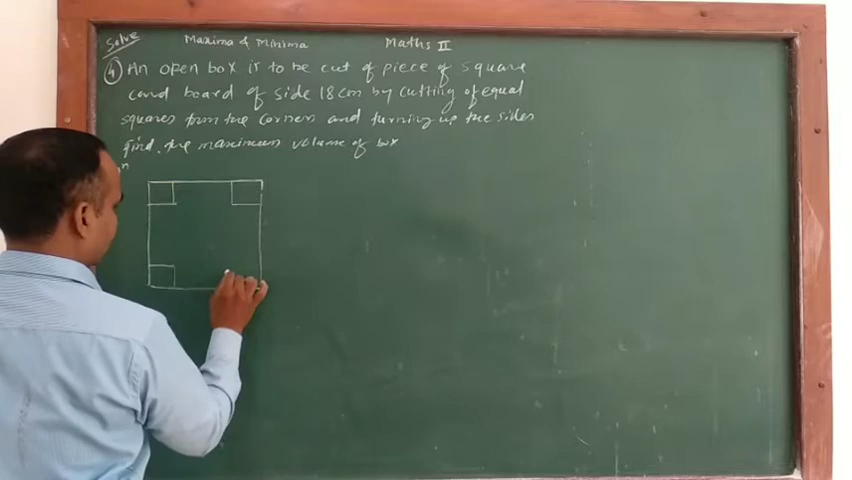 Solve Maxima & Minima Maths II
4 An open box is to be cut of piece of square
card board of side 18cm by cutting of equal
squares from the corners and turning up the sides
find. the maximum volume of box